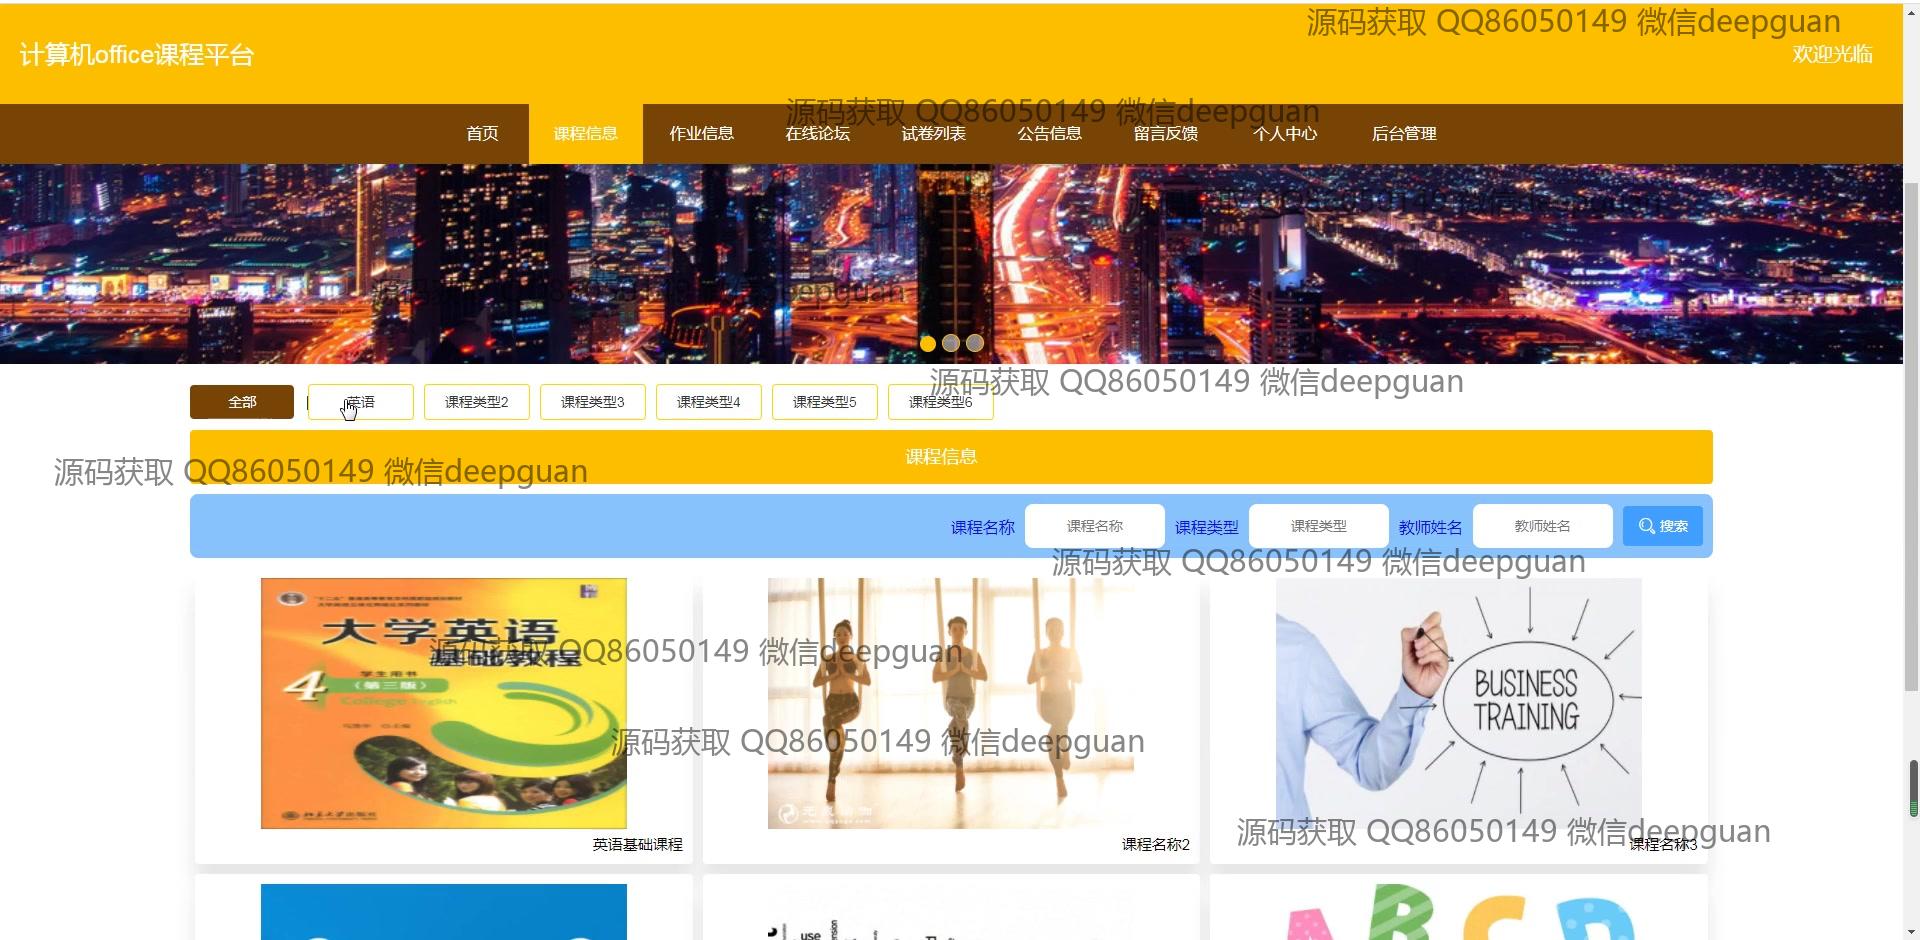 源码获取 QQ86050149 微信deepguan
计算机office课程平台
欢迎光临
源码获取 QQ86050149 微信deepguan
首页 课程信息 作业信息 在线论坛 试卷列表 公告信息 留言反馈 个人中心 后台管理
源码获取 QQ86050149 微信deepguan
全部 英语 课程类型2 课程类型3 课程类型4 课程类型5 课程类型6
课程信息
源码获取 QQ86050149 微信deepguan
课程名称 课程名称 课程类型 课程类型 教师姓名 教师姓名 搜索
源码获取 QQ86050149 微信deepguan
大学英语
基础教程
4
学生用书
（第三版）
College English
BUSINESS
TRAINING
源码获取 QQ86050149 微信deepguan
源码获取 QQ86050149 微信deepguan
源码获取 QQ86050149 微信deepguan
英语基础课程
课程名称2
课程名称3
use
A B C D